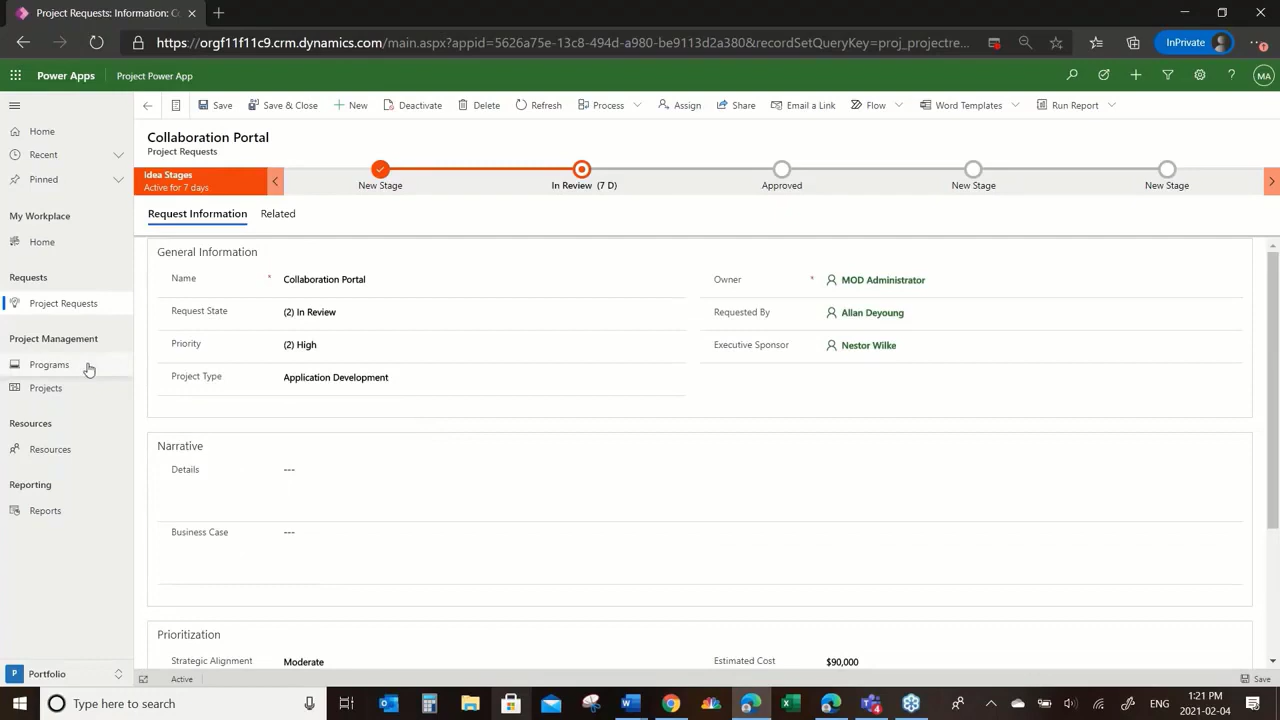 Project Requests: Information: C
https://orgf11f11c9.crm.dynamics.com/main.aspx?appid=5626a75e-13c8-494d-a980-be9113d2a380&recordSetQueryKey=proj_projectre...
InPrivate
Power Apps
Project Power App
MA
Save
Save & Close
New
Deactivate
Delete
Refresh
Process
Assign
Share
Email a Link
Flow
Word Templates
Run Report
Home
Recent
Pinned
My Workplace
Home
Requests
Project Requests
Project Management
Programs
Projects
Resources
Resources
Reporting
Reports
P Portfolio
Collaboration Portal
Project Requests
Idea Stages
Active for 7 days
New Stage
In Review (7 D)
Approved
New Stage
New Stage
Request Information
Related
General Information
Name * Collaboration Portal
Owner * MOD Administrator
Request State (2) In Review
Requested By Allan Deyoung
Priority (2) High
Executive Sponsor Nestor Wilke
Project Type Application Development
Narrative
Details ---
Business Case ---
Prioritization
Strategic Alignment Moderate
Estimated Cost $90,000
Active
Save
Type here to search
ENG
1:21 PM
2021-02-04